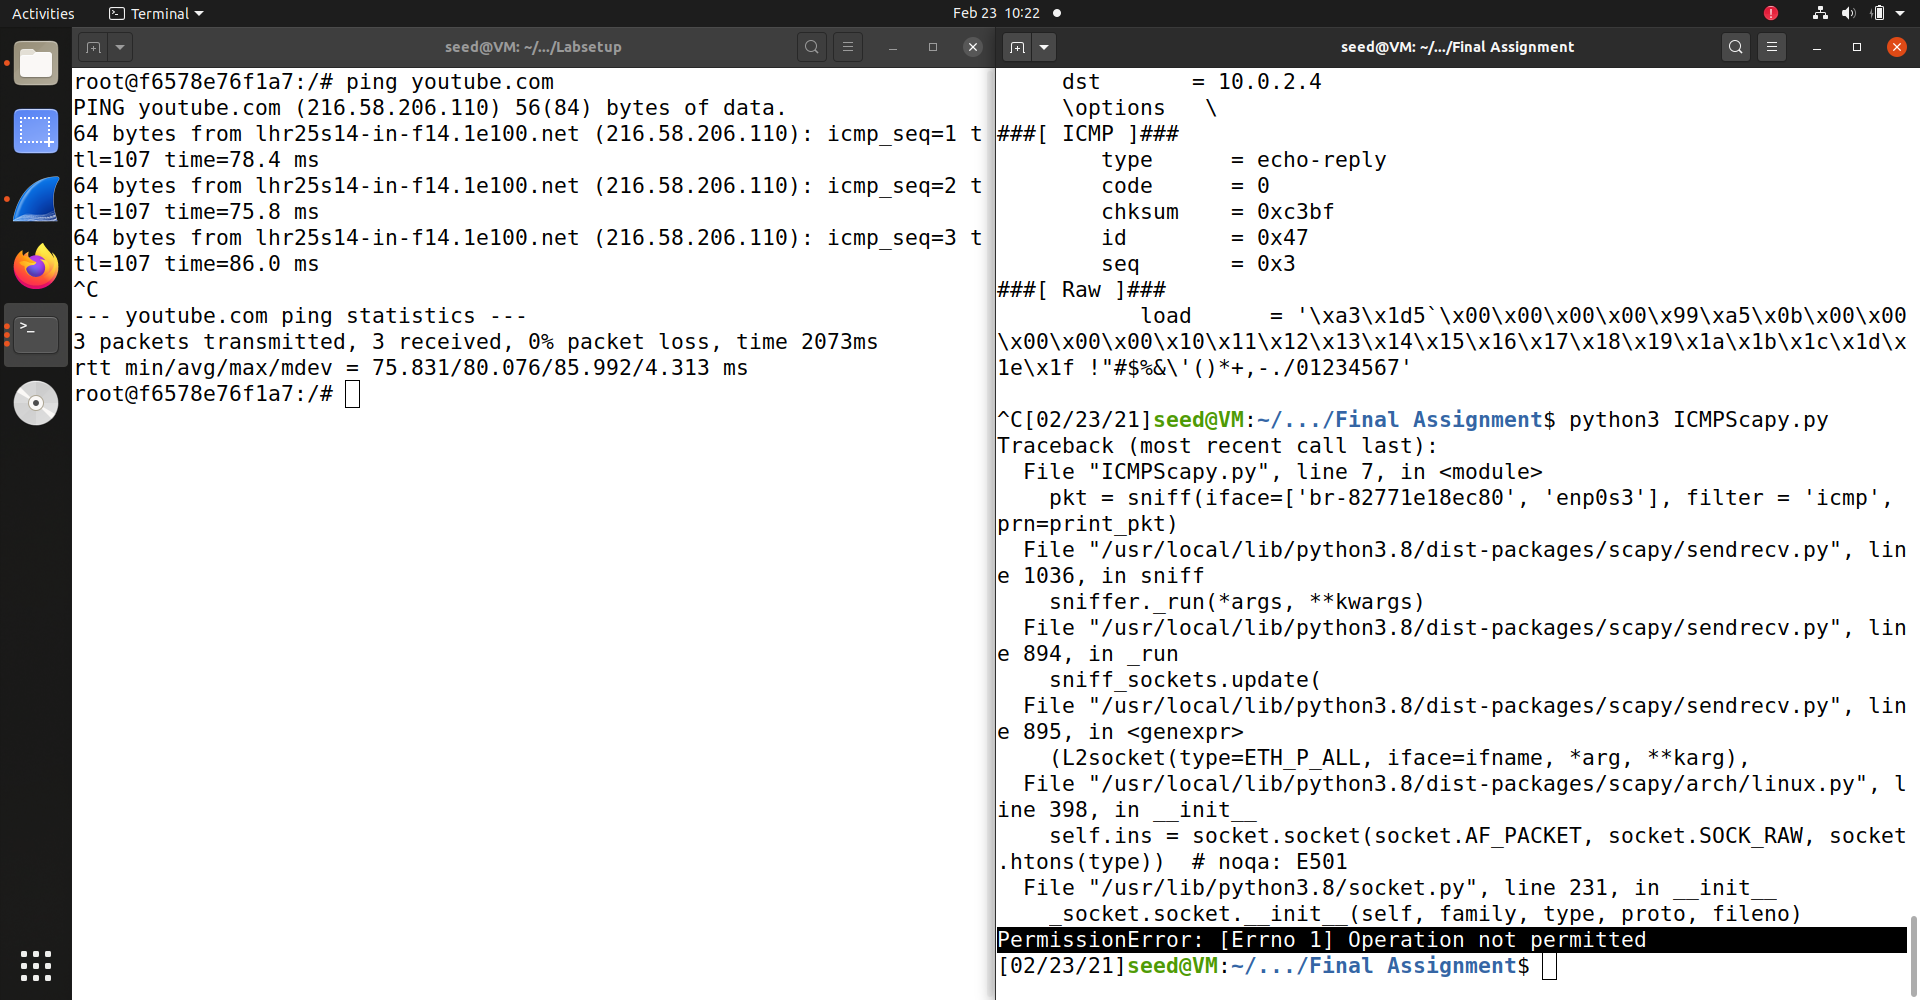 Activities
Terminal
Feb 23 10:22
seed@VM: ~/.../Labsetup
root@f6578e76f1a7:/# ping youtube.com
PING youtube.com (216.58.206.110) 56(84) bytes of data.
64 bytes from lhr25s14-in-f14.1e100.net (216.58.206.110): icmp_seq=1 t
tl=107 time=78.4 ms
64 bytes from lhr25s14-in-f14.1e100.net (216.58.206.110): icmp_seq=2 t
tl=107 time=75.8 ms
64 bytes from lhr25s14-in-f14.1e100.net (216.58.206.110): icmp_seq=3 t
tl=107 time=86.0 ms
^C
--- youtube.com ping statistics ---
3 packets transmitted, 3 received, 0% packet loss, time 2073ms
rtt min/avg/max/mdev = 75.831/80.076/85.992/4.313 ms
root@f6578e76f1a7:/#
seed@VM: ~/.../Final Assignment
dst       = 10.0.2.4
\options   \
###[ ICMP ]###
type      = echo-reply
code      = 0
chksum    = 0xc3bf
id        = 0x47
seq       = 0x3
###[ Raw ]###
load      = '\xa3\x1d5`\x00\x00\x00\x00\x99\xa5\x0b\x00\x00
\x00\x00\x00\x10\x11\x12\x13\x14\x15\x16\x17\x18\x19\x1a\x1b\x1c\x1d\x
1e\x1f !"#$%&\'()*+,-./01234567'
^C[02/23/21]seed@VM:~/.../Final Assignment$ python3 ICMPScapy.py
Traceback (most recent call last):
File "ICMPScapy.py", line 7, in <module>
pkt = sniff(iface=['br-82771e18ec80', 'enp0s3'], filter = 'icmp',
prn=print_pkt)
File "/usr/local/lib/python3.8/dist-packages/scapy/sendrecv.py", lin
e 1036, in sniff
sniffer._run(*args, **kwargs)
File "/usr/local/lib/python3.8/dist-packages/scapy/sendrecv.py", lin
e 894, in _run
sniff_sockets.update(
File "/usr/local/lib/python3.8/dist-packages/scapy/sendrecv.py", lin
e 895, in <genexpr>
(L2socket(type=ETH_P_ALL, iface=ifname, *arg, **karg),
File "/usr/local/lib/python3.8/dist-packages/scapy/arch/linux.py", l
ine 398, in __init__
self.ins = socket.socket(socket.AF_PACKET, socket.SOCK_RAW, socket
.htons(type))  # noqa: E501
File "/usr/lib/python3.8/socket.py", line 231, in __init__
_socket.socket.__init__(self, family, type, proto, fileno)
PermissionError: [Errno 1] Operation not permitted
[02/23/21]seed@VM:~/.../Final Assignment$